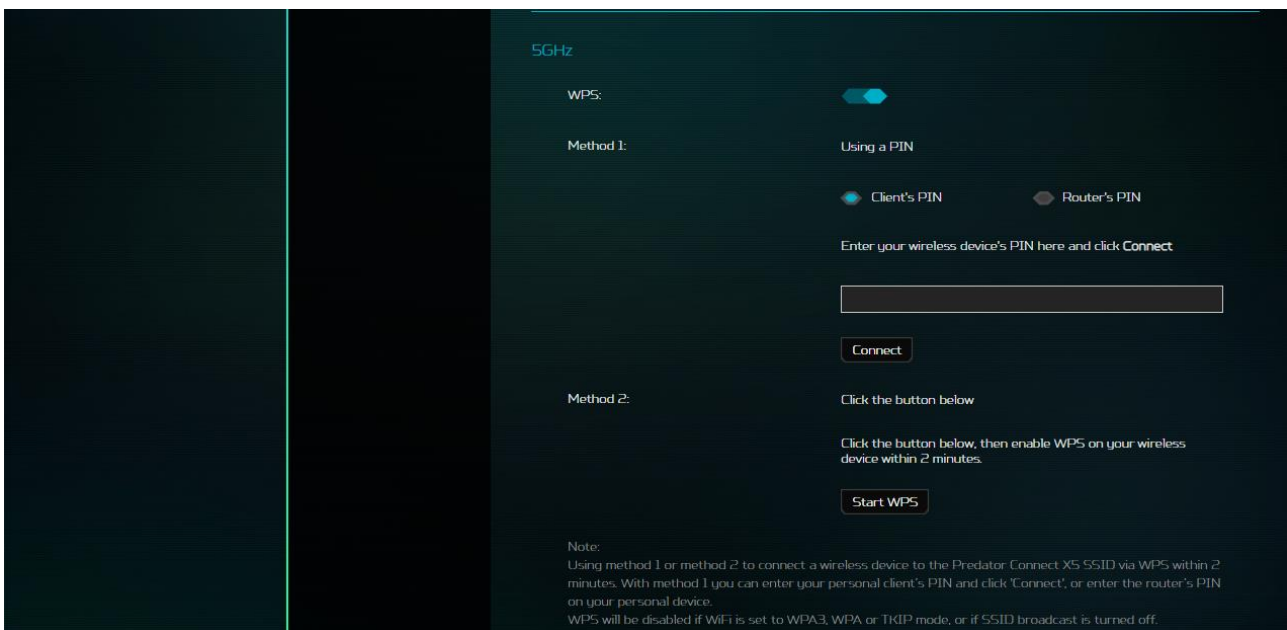 5GHz
WPS:
Method 1:
Using a PIN
Client's PIN
Router's PIN
Enter your wireless device's PIN here and click Connect
Connect
Method 2:
Click the button below
Click the button below, then enable WPS on your wireless
device within 2 minutes.
Start WPS
Note:
Using method 1 or method 2 to connect a wireless device to the Predator Connect X5 SSID via WPS within 2
minutes. With method 1 you can enter your personal client's PIN and click 'Connect', or enter the router's PIN
on your personal device.
WPS will be disabled if WiFi is set to WPA3, WPA or TKIP mode, or if SSID broadcast is turned off.